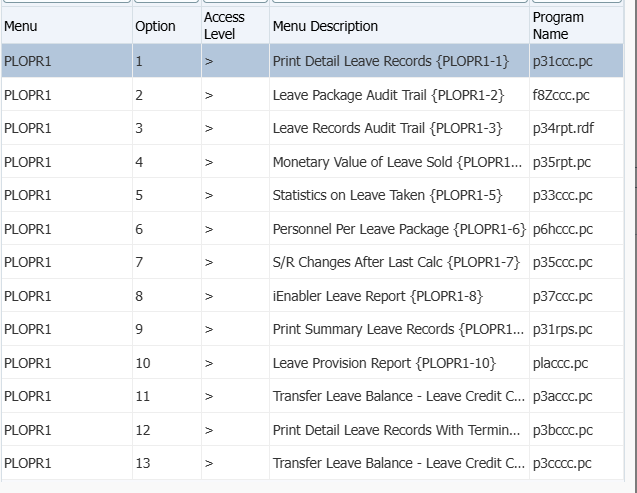 Menu Option Access Level Menu Description Program Name
PLOPR1 1 > Print Detail Leave Records {PLOPR1-1} p31ccc.pc
PLOPR1 2 > Leave Package Audit Trail {PLOPR1-2} f8Zccc.pc
PLOPR1 3 > Leave Records Audit Trail {PLOPR1-3} p34rpt.rdf
PLOPR1 4 > Monetary Value of Leave Sold {PLOPR1... p35rpt.pc
PLOPR1 5 > Statistics on Leave Taken {PLOPR1-5} p33ccc.pc
PLOPR1 6 > Personnel Per Leave Package {PLOPR1-6} p6hccc.pc
PLOPR1 7 > S/R Changes After Last Calc {PLOPR1-7} p35ccc.pc
PLOPR1 8 > iEnabler Leave Report {PLOPR1-8} p37ccc.pc
PLOPR1 9 > Print Summary Leave Records {PLOPR1... p31rps.pc
PLOPR1 10 > Leave Provision Report {PLOPR1-10} placcc.pc
PLOPR1 11 > Transfer Leave Balance - Leave Credit C... p3accc.pc
PLOPR1 12 > Print Detail Leave Records With Termin... p3bccc.pc
PLOPR1 13 > Transfer Leave Balance - Leave Credit C... p3cccc.pc